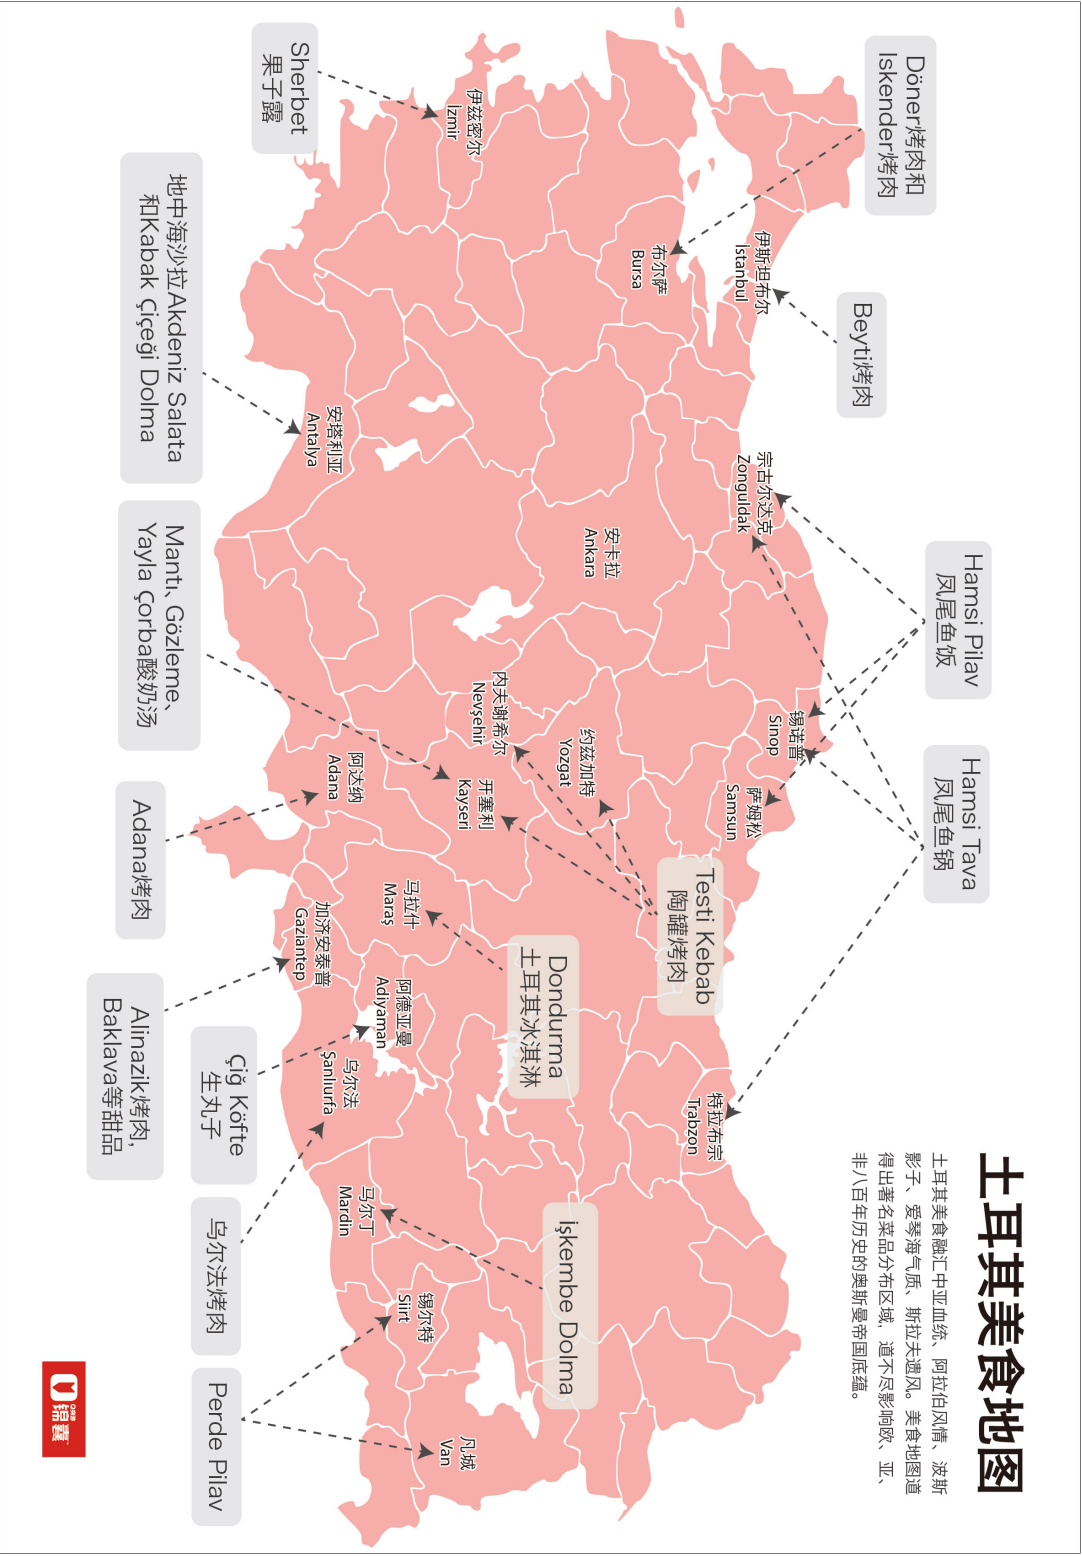 土耳其美食地图
土耳其美食融汇中亚血统、阿拉伯风情、波斯
影子、爱琴海气质、斯拉夫遗风。美食地图道
得出著名菜品分布区域，道不尽影响欧、亚、
非八百年历史的奥斯曼帝国底蕴。
Döner烤肉和
Iskender烤肉
Beyti烤肉
Hamsi Pilav
凤尾鱼饭
Hamsi Tava
凤尾鱼锅
伊斯坦布尔
İstanbul
布尔萨
Bursa
宗古尔达克
Zonguldak
锡诺普
Sinop
萨姆松
Samsun
特拉布宗
Trabzon
安卡拉
Ankara
Testi Kebab
陶罐烤肉
约兹加特
Yozgat
内夫谢希尔
Nevşehir
开塞利
Kayseri
Dondurma
土耳其冰淇淋
İşkembe Dolma
伊兹密尔
İzmir
安塔利亚
Antalya
阿达纳
Adana
马拉什
Maraş
加济安泰普
Gaziantep
阿德亚曼
Adiyaman
乌尔法
Şanlıurfa
马尔丁
Mardin
锡尔特
Siirt
凡城
Van
Sherbet
果子露
地中海沙拉Akdeniz Salata
和Kabak Çiçeği Dolma
Mantı、Gözleme、
Yayla Çorba酸奶汤
Adana烤肉
Alinazik烤肉,
Baklava等甜品
Çiğ Köfte
生丸子
乌尔法烤肉
Perde Pilav
锦囊